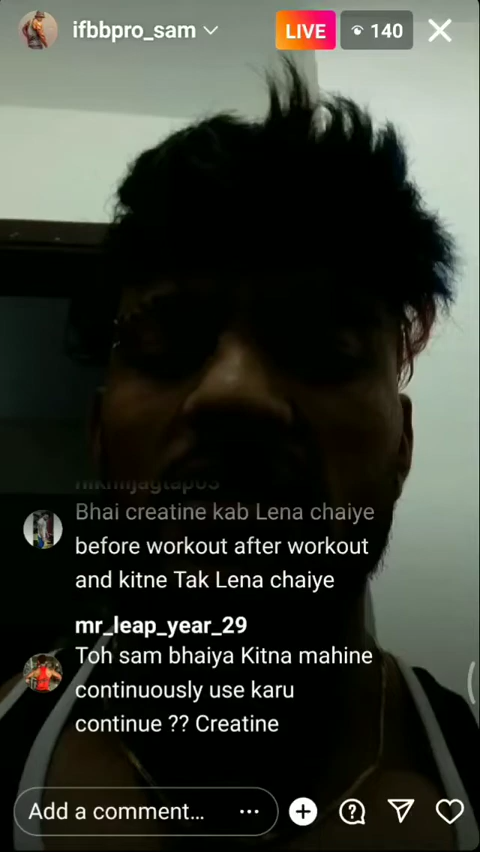 ifbbpro_sam
LIVE
140
nikhiljagtap03
Bhai creatine kab Lena chaiye
before workout after workout
and kitne Tak Lena chaiye
mr_leap_year_29
Toh sam bhaiya Kitna mahine
continuously use karu
continue ?? Creatine
Add a comment...